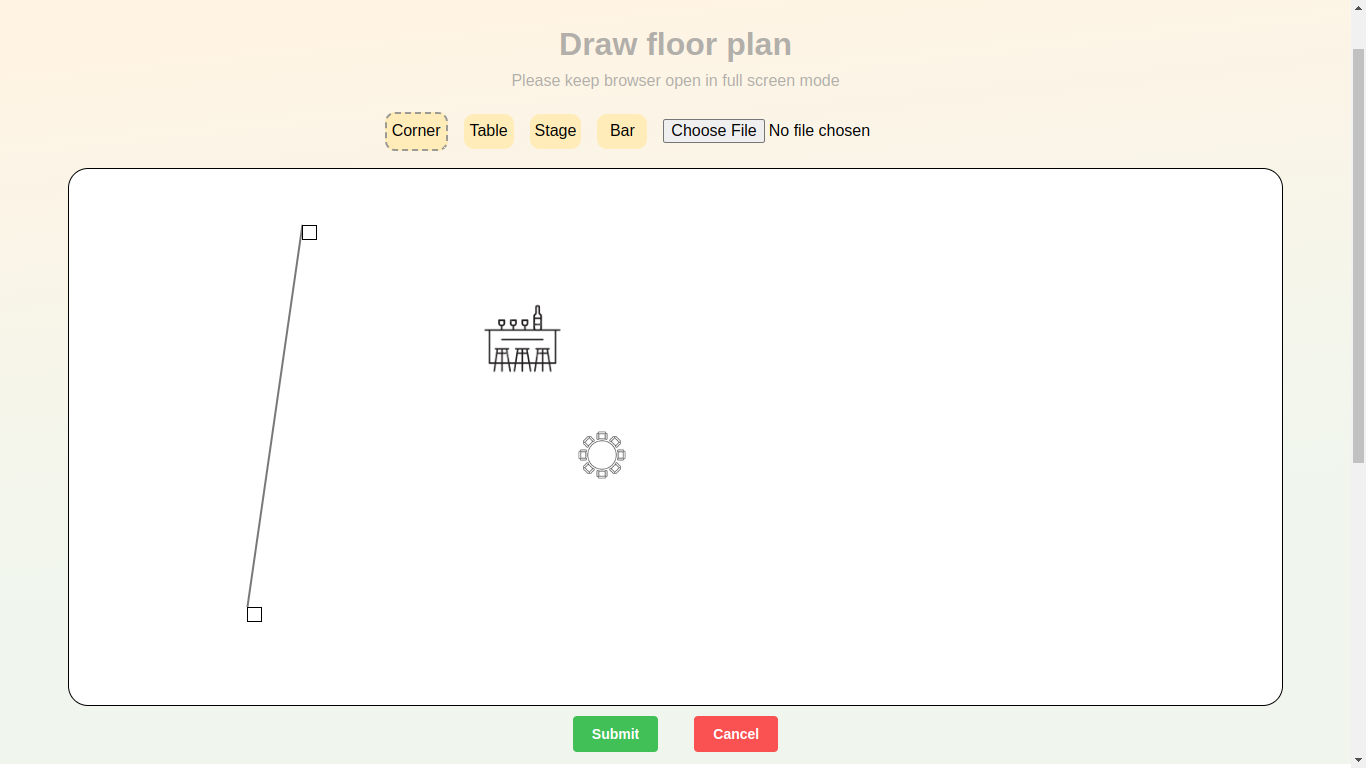 Draw floor plan
Please keep browser open in full screen mode
Corner Table Stage Bar Choose File No file chosen
Submit Cancel